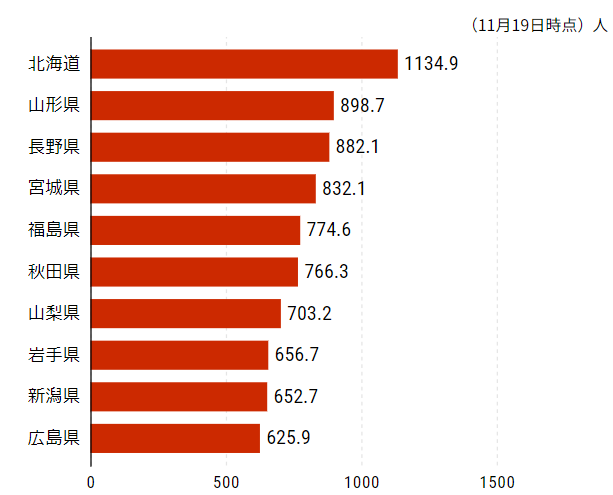 （11月19日時点）人
北海道 1134.9
山形県 898.7
長野県 882.1
宮城県 832.1
福島県 774.6
秋田県 766.3
山梨県 703.2
岩手県 656.7
新潟県 652.7
広島県 625.9
0 500 1000 1500